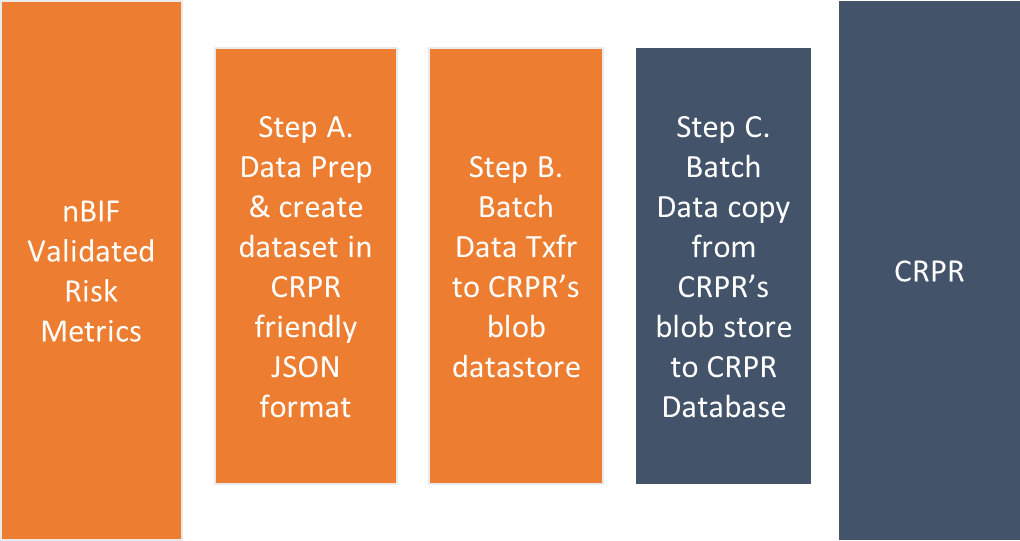 nBIF
Validated
Risk
Metrics
Step A.
Data Prep
& create
dataset in
CRPR
friendly
JSON
format
Step B.
Batch
Data Txfr
to CRPR’s
blob
datastore
Step C.
Batch
Data copy
from
CRPR’s
blob store
to CRPR
Database
CRPR